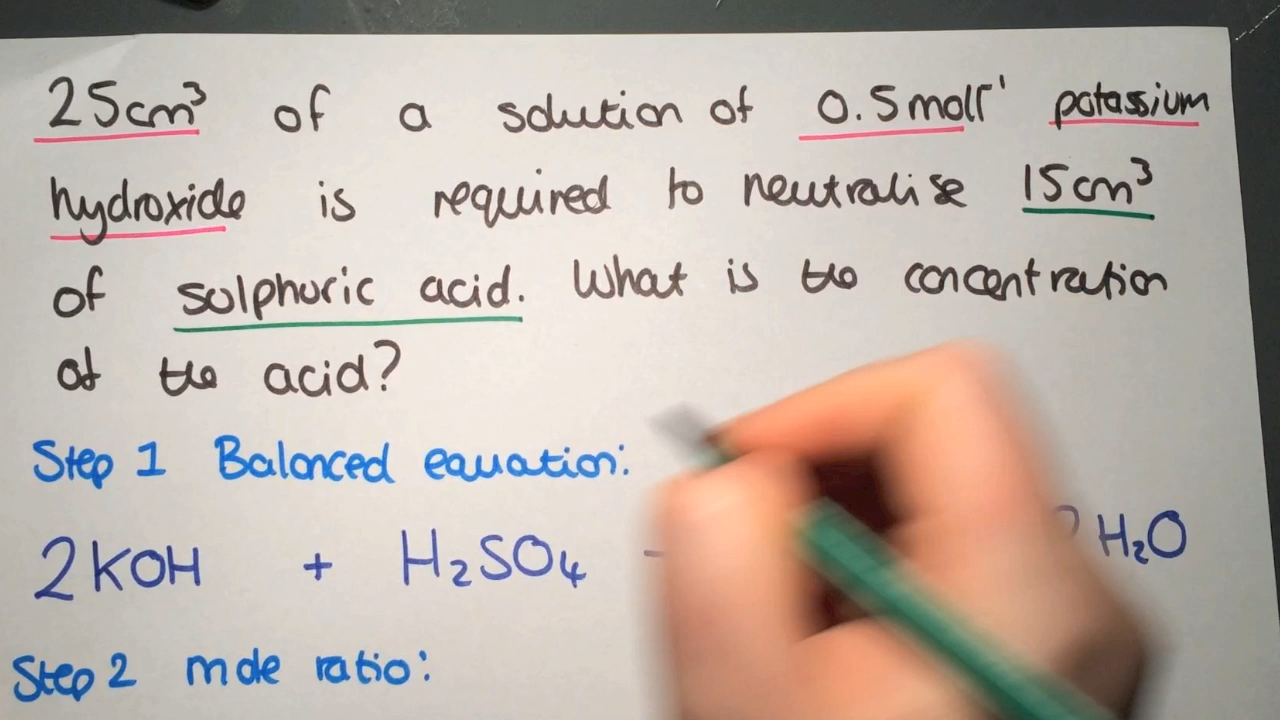 25cm³ of a solution of 0.5moll⁻¹ potassium
hydroxide is required to neutralise 15cm³
of sulphuric acid. What is the concentration
of the acid?
Step 1 Balanced equation:
2KOH + H₂SO₄ 2H₂O
Step 2 mole ratio: